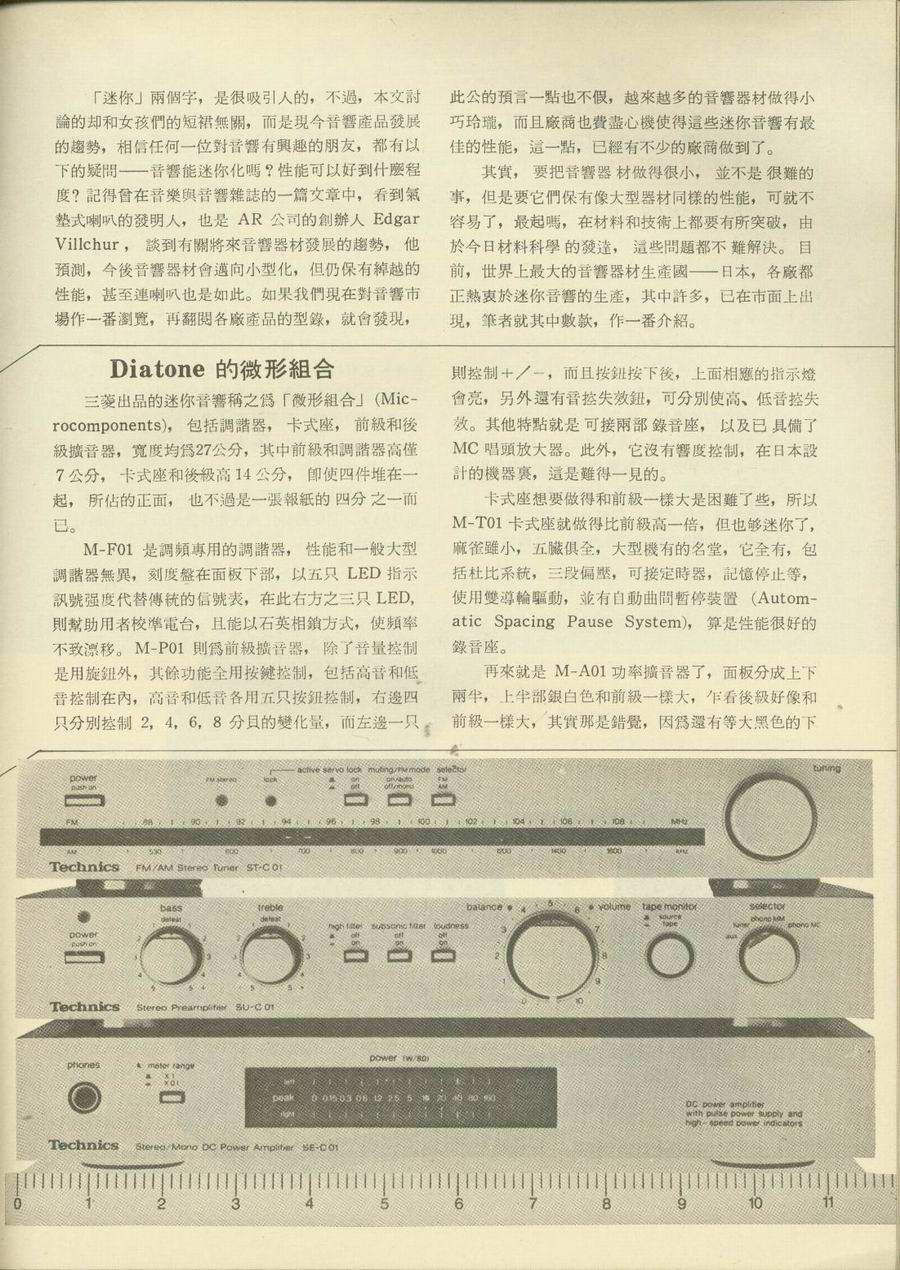 「迷你」兩個字，是很吸引人的，不過，本文討
論的却和女孩們的短裙無關，而是現今音響產品發展
的趨勢，相信任何一位對音響有興趣的朋友，都有以
下的疑問——音響能迷你化嗎？性能可以好到什麼程
度？記得曾在音樂與音響雜誌的一篇文章中，看到氣
墊式喇叭的發明人，也是 AR 公司的創辦人 Edgar
Villchur，談到有關將來音響器材發展的趨勢，他
預測，今後音響器材會邁向小型化，但仍保有綽越的
性能，甚至連喇叭也是如此。如果我們現在對音響市
場作一番瀏覽，再翻閱各廠產品的型錄，就會發現，
此公的預言一點也不假，越來越多的音響器材做得小
巧玲瓏，而且廠商也費盡心機使得這些迷你音響有最
佳的性能，這一點，已經有不少的廠商做到了。
其實，要把音響器材做得很小，並不是很難的
事，但是要它們保有像大型器材同樣的性能，可就不
容易了，最起嗎，在材料和技術上都要有所突破，由
於今日材料科學的發達，這些問題都不難解決。目
前，世界上最大的音響器材生產國——日本，各廠都
正熱衷於迷你音響的生產，其中許多，已在市面上出
現，筆者就其中數款，作一番介紹。
Diatone 的微形組合
三菱出品的迷你音響稱之爲「微形組合」(Mic-
rocomponents)，包括調諧器，卡式座，前級和後
級擴音器，寬度均爲27公分，其中前級和調諧器高僅
7 公分，卡式座和後級高 14 公分，卽使四件堆在一
起，所佔的正面，也不過是一張報紙的四分之一而
已。
M-F01 是調頻專用的調諧器，性能和一般大型
調諧器無異，刻度盤在面板下部，以五只 LED 指示
訊號强度代替傳統的信號表，在此右方之三只 LED，
則幫助用者校準電台，且能以石英相鎖方式，使頻率
不致漂移。M-P01 則爲前級擴音器，除了音量控制
是用旋鈕外，其餘功能全用按鍵控制，包括高音和低
音控制在內，高音和低音各用五只按鈕控制，右邊四
只分別控制 2，4，6，8 分貝的變化量，而左邊一只
則控制＋／－，而且按鈕按下後，上面相應的指示燈
會亮，另外還有音控失效鈕，可分別使高、低音控失
效。其他特點就是可接兩部錄音座，以及已具備了
MC 唱頭放大器。此外，它沒有響度控制，在日本設
計的機器裏，這是難得一見的。
卡式座想要做得和前級一樣大是困難了些，所以
M-T01 卡式座就做得比前級高一倍，但也够迷你了，
麻雀雖小，五臟俱全，大型機有的名堂，它全有，包
括杜比系統，三段偏壓，可接定時器，記憶停止等，
使用雙導輪驅動，並有自動曲間暫停裝置 (Autom-
atic Spacing Pause System)，算是性能很好的
錄音座。
再來就是 M-A01 功率擴音器了，面板分成上下
兩半，上半部銀白色和前級一樣大，乍看後級好像和
前級一樣大，其實那是錯覺，因爲還有等大黑色的下
power
push on
FM stereo
lock
active servo lock muting/FM mode selector
on on/auto FM
off off/mono AM
tuning
FM 88 90 92 94 96 98 100 102 104 106 108 MHz
AM 530 600 700 800 900 1000 1200 1400 1600 kHz
Technics FM/AM Stereo Tuner ST-C01
power
push on
bass
defeat
treble
defeat
high filter subsonic filter loudness
off off off
on on on
balance
volume
0 1 2 3 4 5 6 7 8 9 10
tape monitor
source
tape
selector
phono MM
tuner
phono MC
aux
Technics Stereo Preamplifier SU-C01
phones
meter range
X1
X0.1
power (W/8Ω)
left
peak 0 0.15 0.3 0.6 1.2 2.5 5 10 20 40 80 160
right
DC power amplifier
with pulse power supply and
high-speed power indicators
Technics Stereo/Mono DC Power Amplifier SE-C01
0 1 2 3 4 5 6 7 8 9 10 11